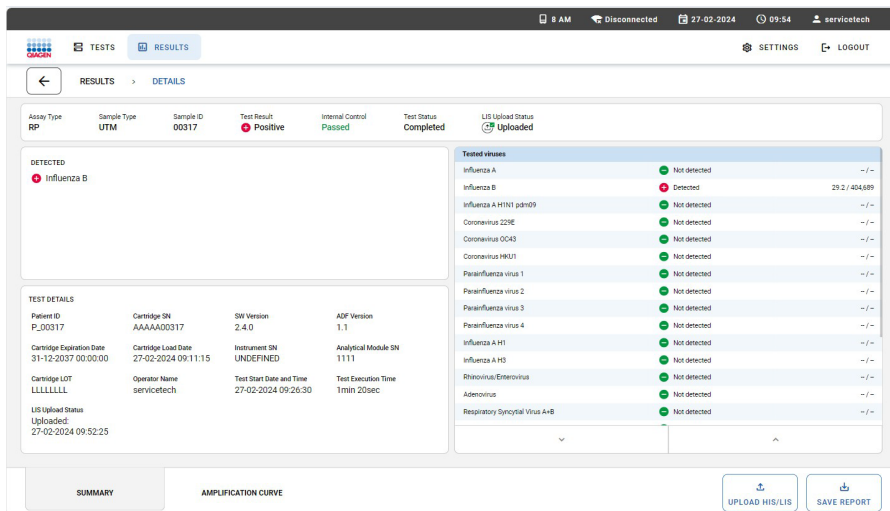 8 AM Disconnected 27-02-2024 09:54 servicetech
QIAGEN TESTS RESULTS SETTINGS LOGOUT
RESULTS > DETAILS
Assay Type Sample Type Sample ID Test Result Internal Control Test Status LIS Upload Status
RP UTM 00317 Positive Passed Completed Uploaded
DETECTED
Influenza B
Tested viruses
Influenza A Not detected – / –
Influenza B Detected 29.2 / 404,689
Influenza A H1N1 pdm09 Not detected – / –
Coronavirus 229E Not detected – / –
Coronavirus OC43 Not detected – / –
Coronavirus HKU1 Not detected – / –
Parainfluenza virus 1 Not detected – / –
Parainfluenza virus 2 Not detected – / –
Parainfluenza virus 3 Not detected – / –
Parainfluenza virus 4 Not detected – / –
Influenza A H1 Not detected – / –
Influenza A H3 Not detected – / –
Rhinovirus/Enterovirus Not detected – / –
Adenovirus Not detected – / –
Respiratory Syncytial Virus A+B Not detected – / –
TEST DETAILS
Patient ID Cartridge SN SW Version ADF Version
P_00317 AAAAA00317 2.4.0 1.1
Cartridge Expiration Date Cartridge Load Date Instrument SN Analytical Module SN
31-12-2037 00:00:00 27-02-2024 09:11:15 UNDEFINED 1111
Cartridge LOT Operator Name Test Start Date and Time Test Execution Time
LLLLLLLL servicetech 27-02-2024 09:26:30 1min 20sec
LIS Upload Status
Uploaded:
27-02-2024 09:52:25
SUMMARY AMPLIFICATION CURVE UPLOAD HIS/LIS SAVE REPORT